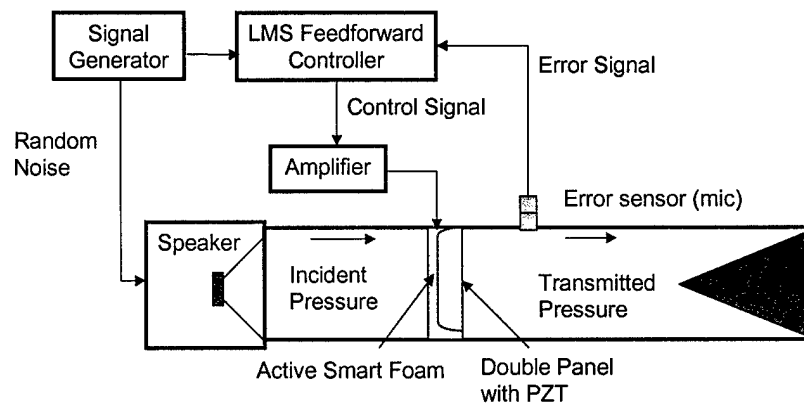 Signal
Generator
LMS Feedforward
Controller
Error Signal
Control Signal
Random
Noise
Amplifier
Error sensor (mic)
Speaker
Incident
Pressure
Transmitted
Pressure
Active Smart Foam
Double Panel
with PZT